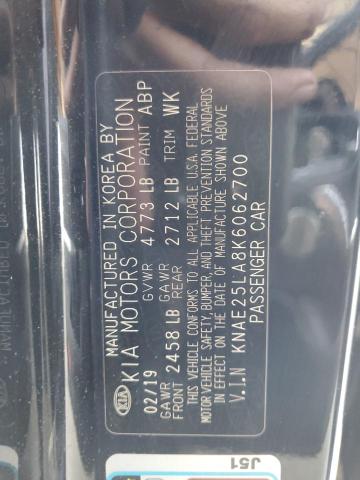 MANUFACTURED IN KOREA BY
KIA KIA MOTORS CORPORATION
02/19 GVWR 4773 LB PAINT ABP
GAWR FRONT 2458 LB GAWR REAR 2712 LB TRIM WK
THIS VEHICLE CONFORMS TO ALL APPLICABLE U.S.A. FEDERAL
MOTOR VEHICLE SAFETY, BUMPER, AND THEFT PREVENTION STANDARDS
IN EFFECT ON THE DATE OF MANUFACTURE SHOWN ABOVE
V.I.N KNAE25LA8K6062700
PASSENGER CAR
J51